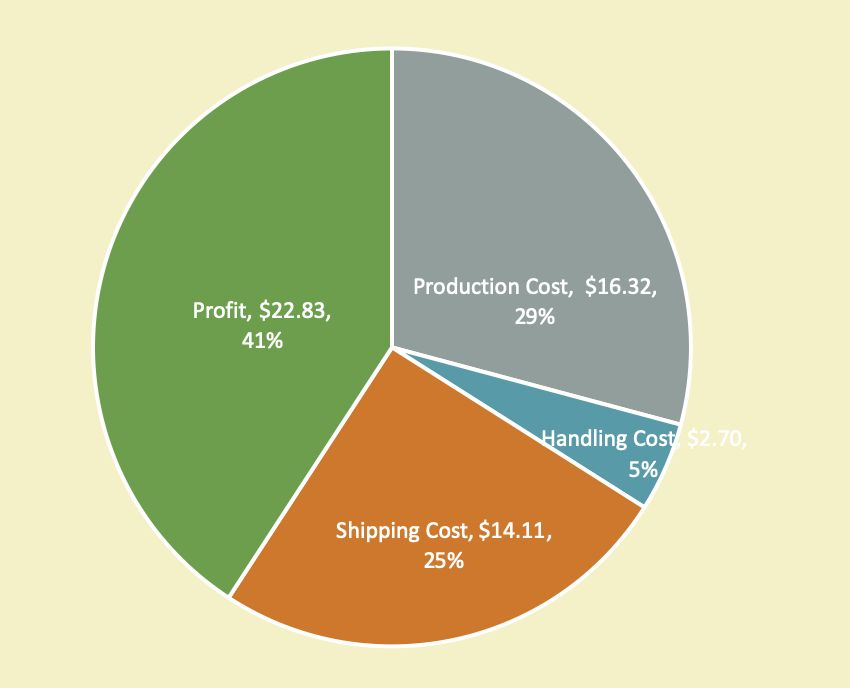 Production Cost,  $16.32,
29%
Profit, $22.83,
41%
Handling Cost, $2.70,
5%
Shipping Cost, $14.11,
25%